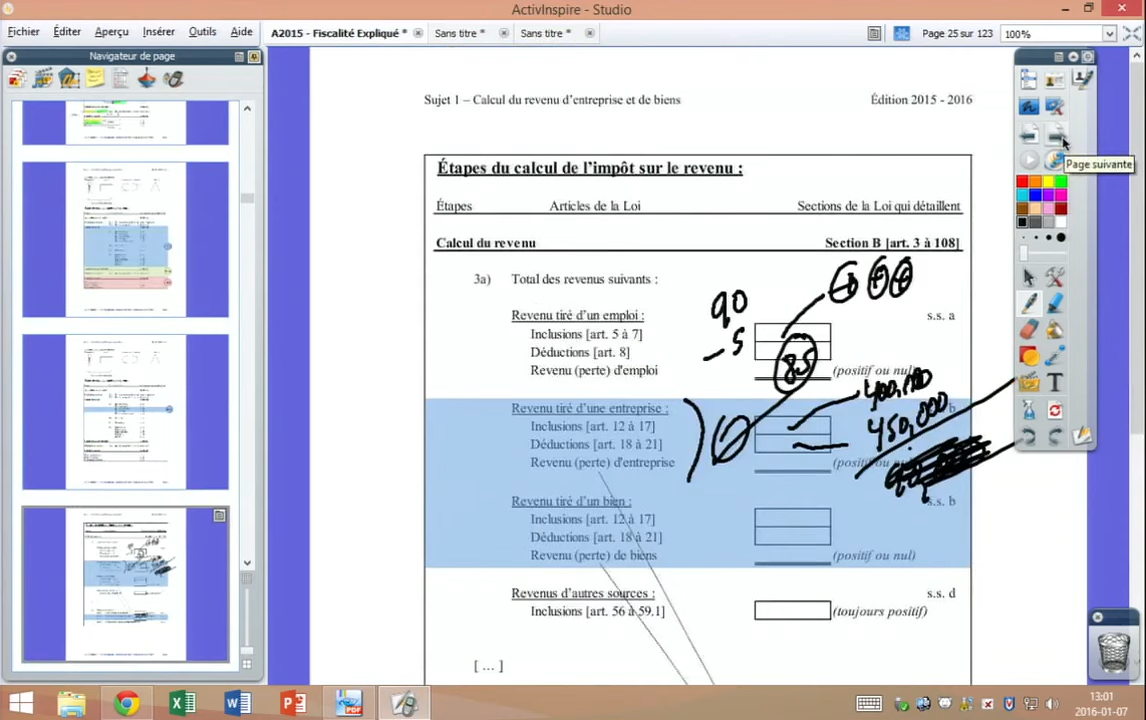 ActivInspire - Studio
Fichier Éditer Aperçu Insérer Outils Aide
A2015 - Fiscalité Expliqué * Sans titre * Sans titre * Page 25 sur 123 100%
Navigateur de page
Page suivante
Sujet 1 – Calcul du revenu d'entreprise et de biens Édition 2015 - 2016
Étapes du calcul de l'impôt sur le revenu :
Étapes Articles de la Loi Sections de la Loi qui détaillent
Calcul du revenu Section B [art. 3 à 108]
3a) Total des revenus suivants :
90
Revenu tiré d'un emploi : s.s. a
Inclusions [art. 5 à 7]
- 5
Déductions [art. 8]
85
Revenu (perte) d'emploi (positif ou nul)
400,000
Revenu tiré d'une entreprise : b
Inclusions [art. 12 à 17]
450,000
Déductions [art. 18 à 21]
Revenu (perte) d'entreprise (positif ou nul)
Revenu tiré d'un bien : s.s. b
Inclusions [art. 12 à 17]
Déductions [art. 18 à 21]
Revenu (perte) de biens (positif ou nul)
Revenus d'autres sources : s.s. d
Inclusions [art. 56 à 59.1] (toujours positif)
[ ... ]
13:01
2016-01-07